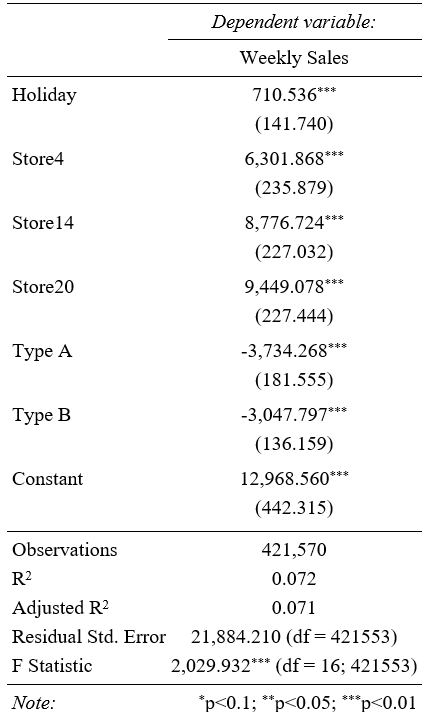 Dependent variable:
Weekly Sales
Holiday 710.536***
(141.740)
Store4 6,301.868***
(235.879)
Store14 8,776.724***
(227.032)
Store20 9,449.078***
(227.444)
Type A -3,734.268***
(181.555)
Type B -3,047.797***
(136.159)
Constant 12,968.560***
(442.315)
Observations 421,570
R² 0.072
Adjusted R² 0.071
Residual Std. Error 21,884.210 (df = 421553)
F Statistic 2,029.932*** (df = 16; 421553)
Note: *p<0.1; **p<0.05; ***p<0.01